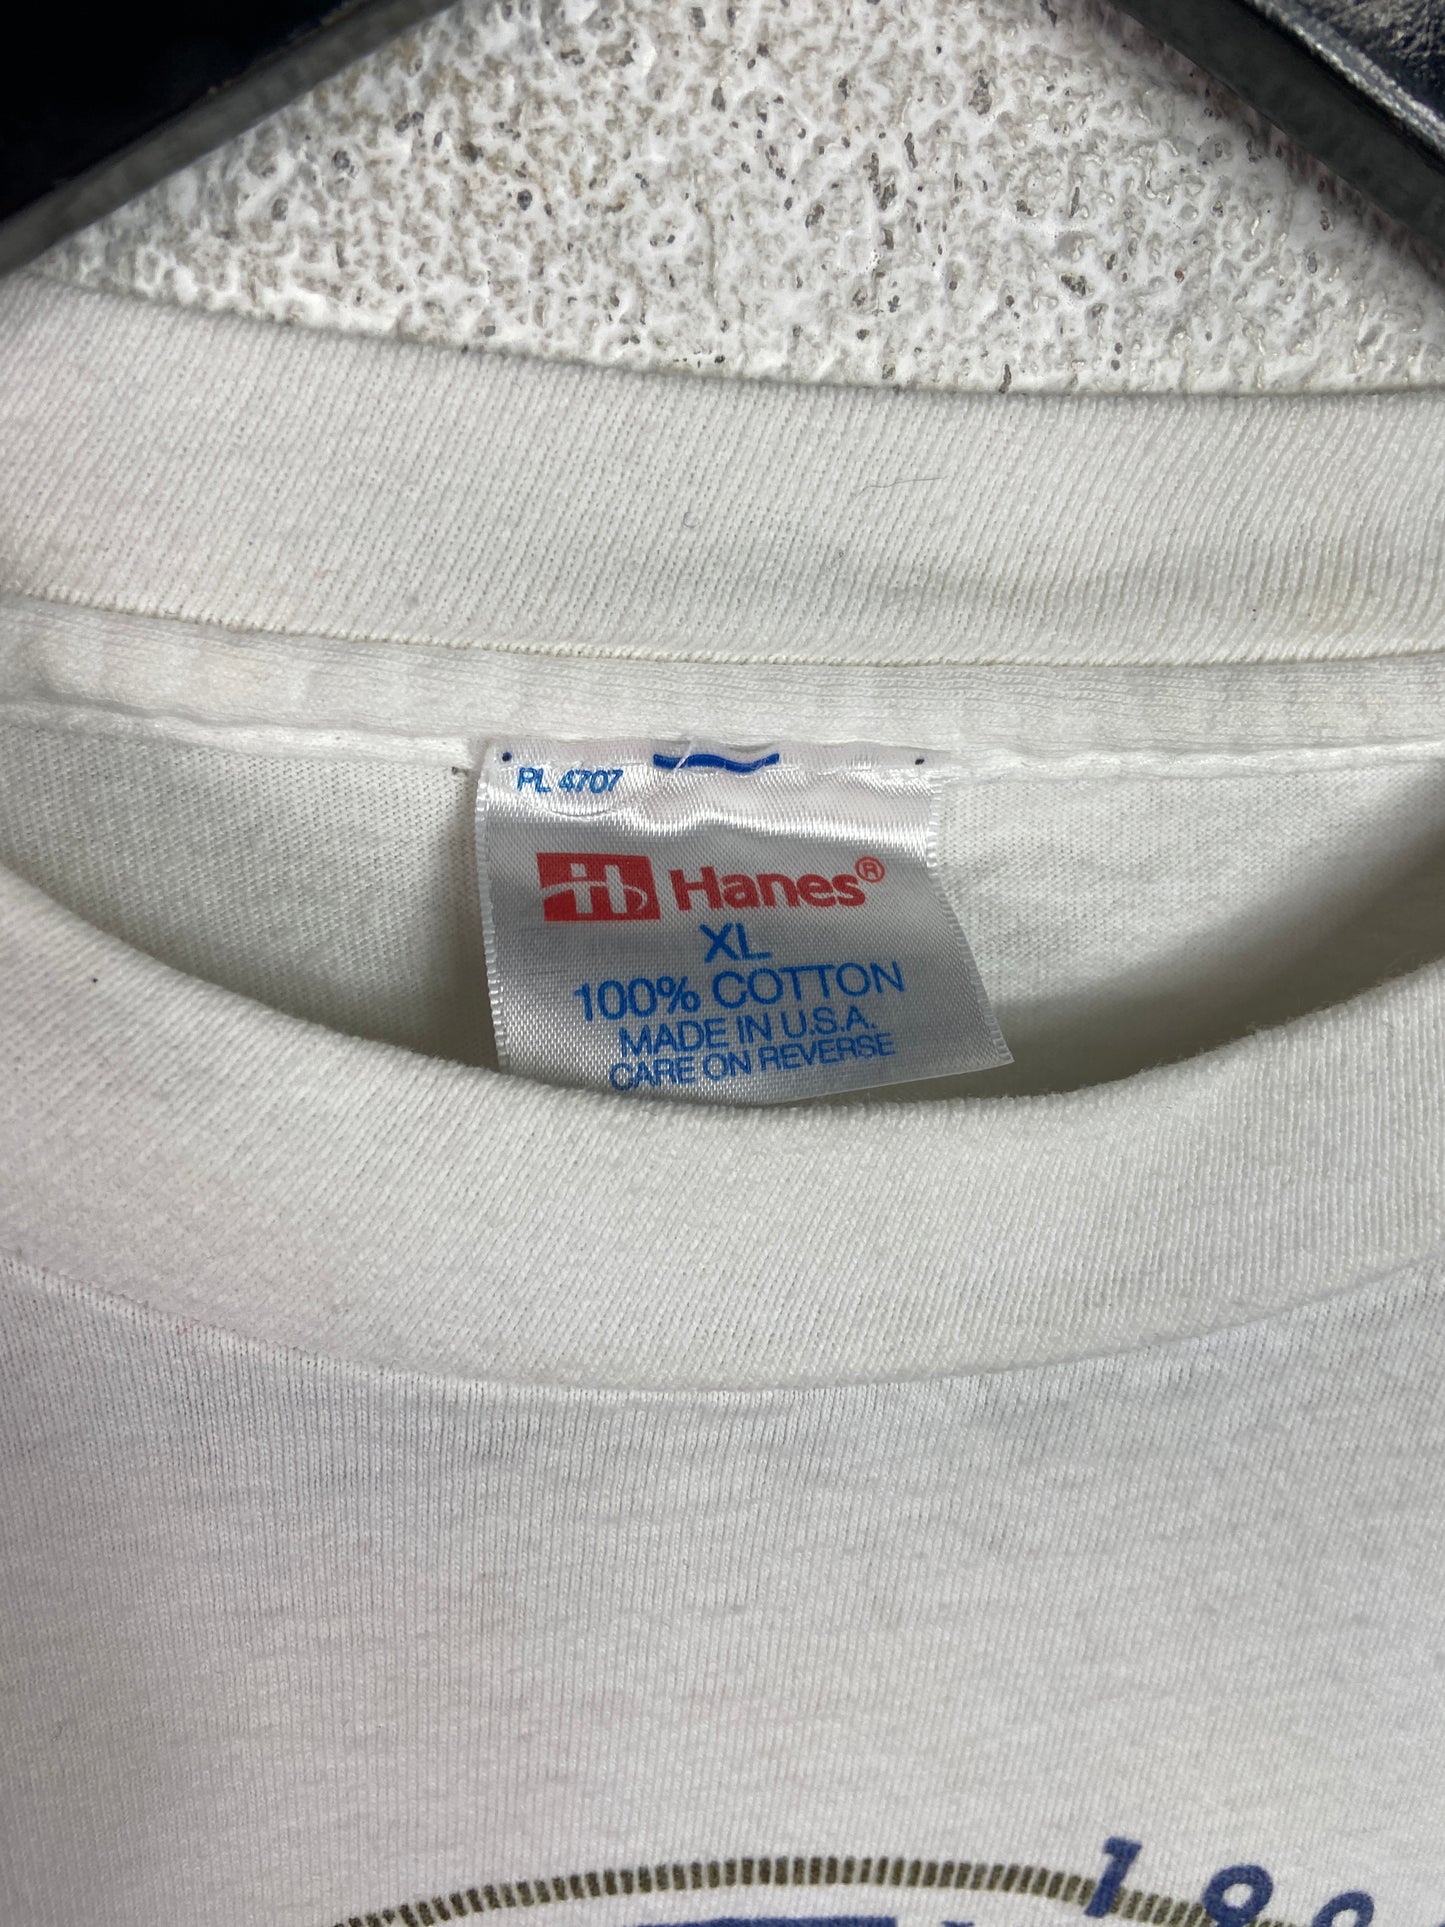 PL 4707
Hanes®
XL
100% COTTON
MADE IN U.S.A.
CARE ON REVERSE